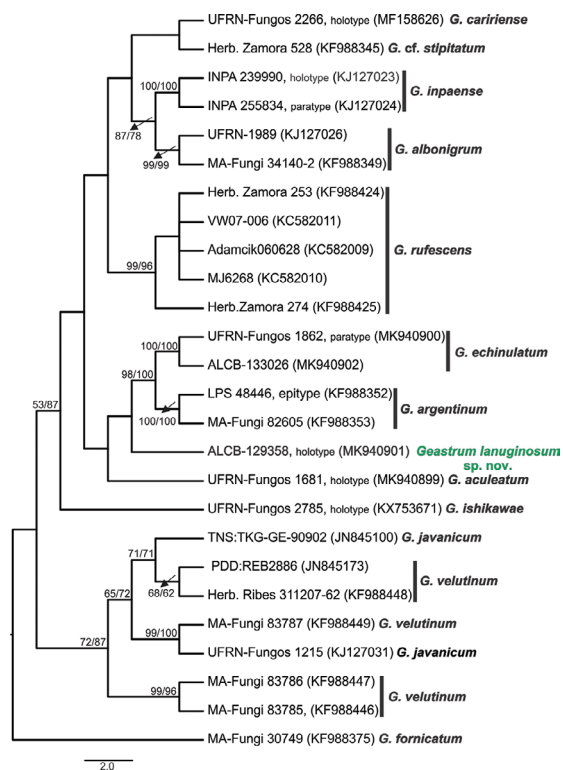 UFRN-Fungos 2266, holotype (MF158626) G. caririense
Herb. Zamora 528 (KF988345) G. cf. stipitatum
100/100 INPA 239990, holotype (KJ127023)
G. inpaense
INPA 255834, paratype (KJ127024)
87/78
UFRN-1989 (KJ127026)
G. albonigrum
99/99
MA-Fungi 34140-2 (KF988349)
Herb. Zamora 253 (KF988424)
VW07-006 (KC582011)
Adamcik060628 (KC582009)
G. rufescens
99/96
MJ6268 (KC582010)
Herb.Zamora 274 (KF988425)
UFRN-Fungos 1862, paratype (MK940900)
100/100
G. echinulatum
ALCB-133026 (MK940902)
98/100
LPS 48446, epitype (KF988352)
G. argentinum
100/100
MA-Fungi 82605 (KF988353)
53/87
ALCB-129358, holotype (MK940901) Geastrum lanuginosum
sp. nov.
UFRN-Fungos 1681, holotype (MK940899) G. aculeatum
UFRN-Fungos 2785, holotype (KX753671) G. ishikawae
TNS:TKG-GE-90902 (JN845100) G. javanicum
71/71
PDD:REB2886 (JN845173)
G. velutinum
68/62
Herb. Ribes 311207-62 (KF988448)
65/72
MA-Fungi 83787 (KF988449) G. velutinum
99/100
72/87
UFRN-Fungos 1215 (KJ127031) G. javanicum
MA-Fungi 83786 (KF988447)
99/96
G. velutinum
MA-Fungi 83785, (KF988446)
MA-Fungi 30749 (KF988375) G. fornicatum
2.0